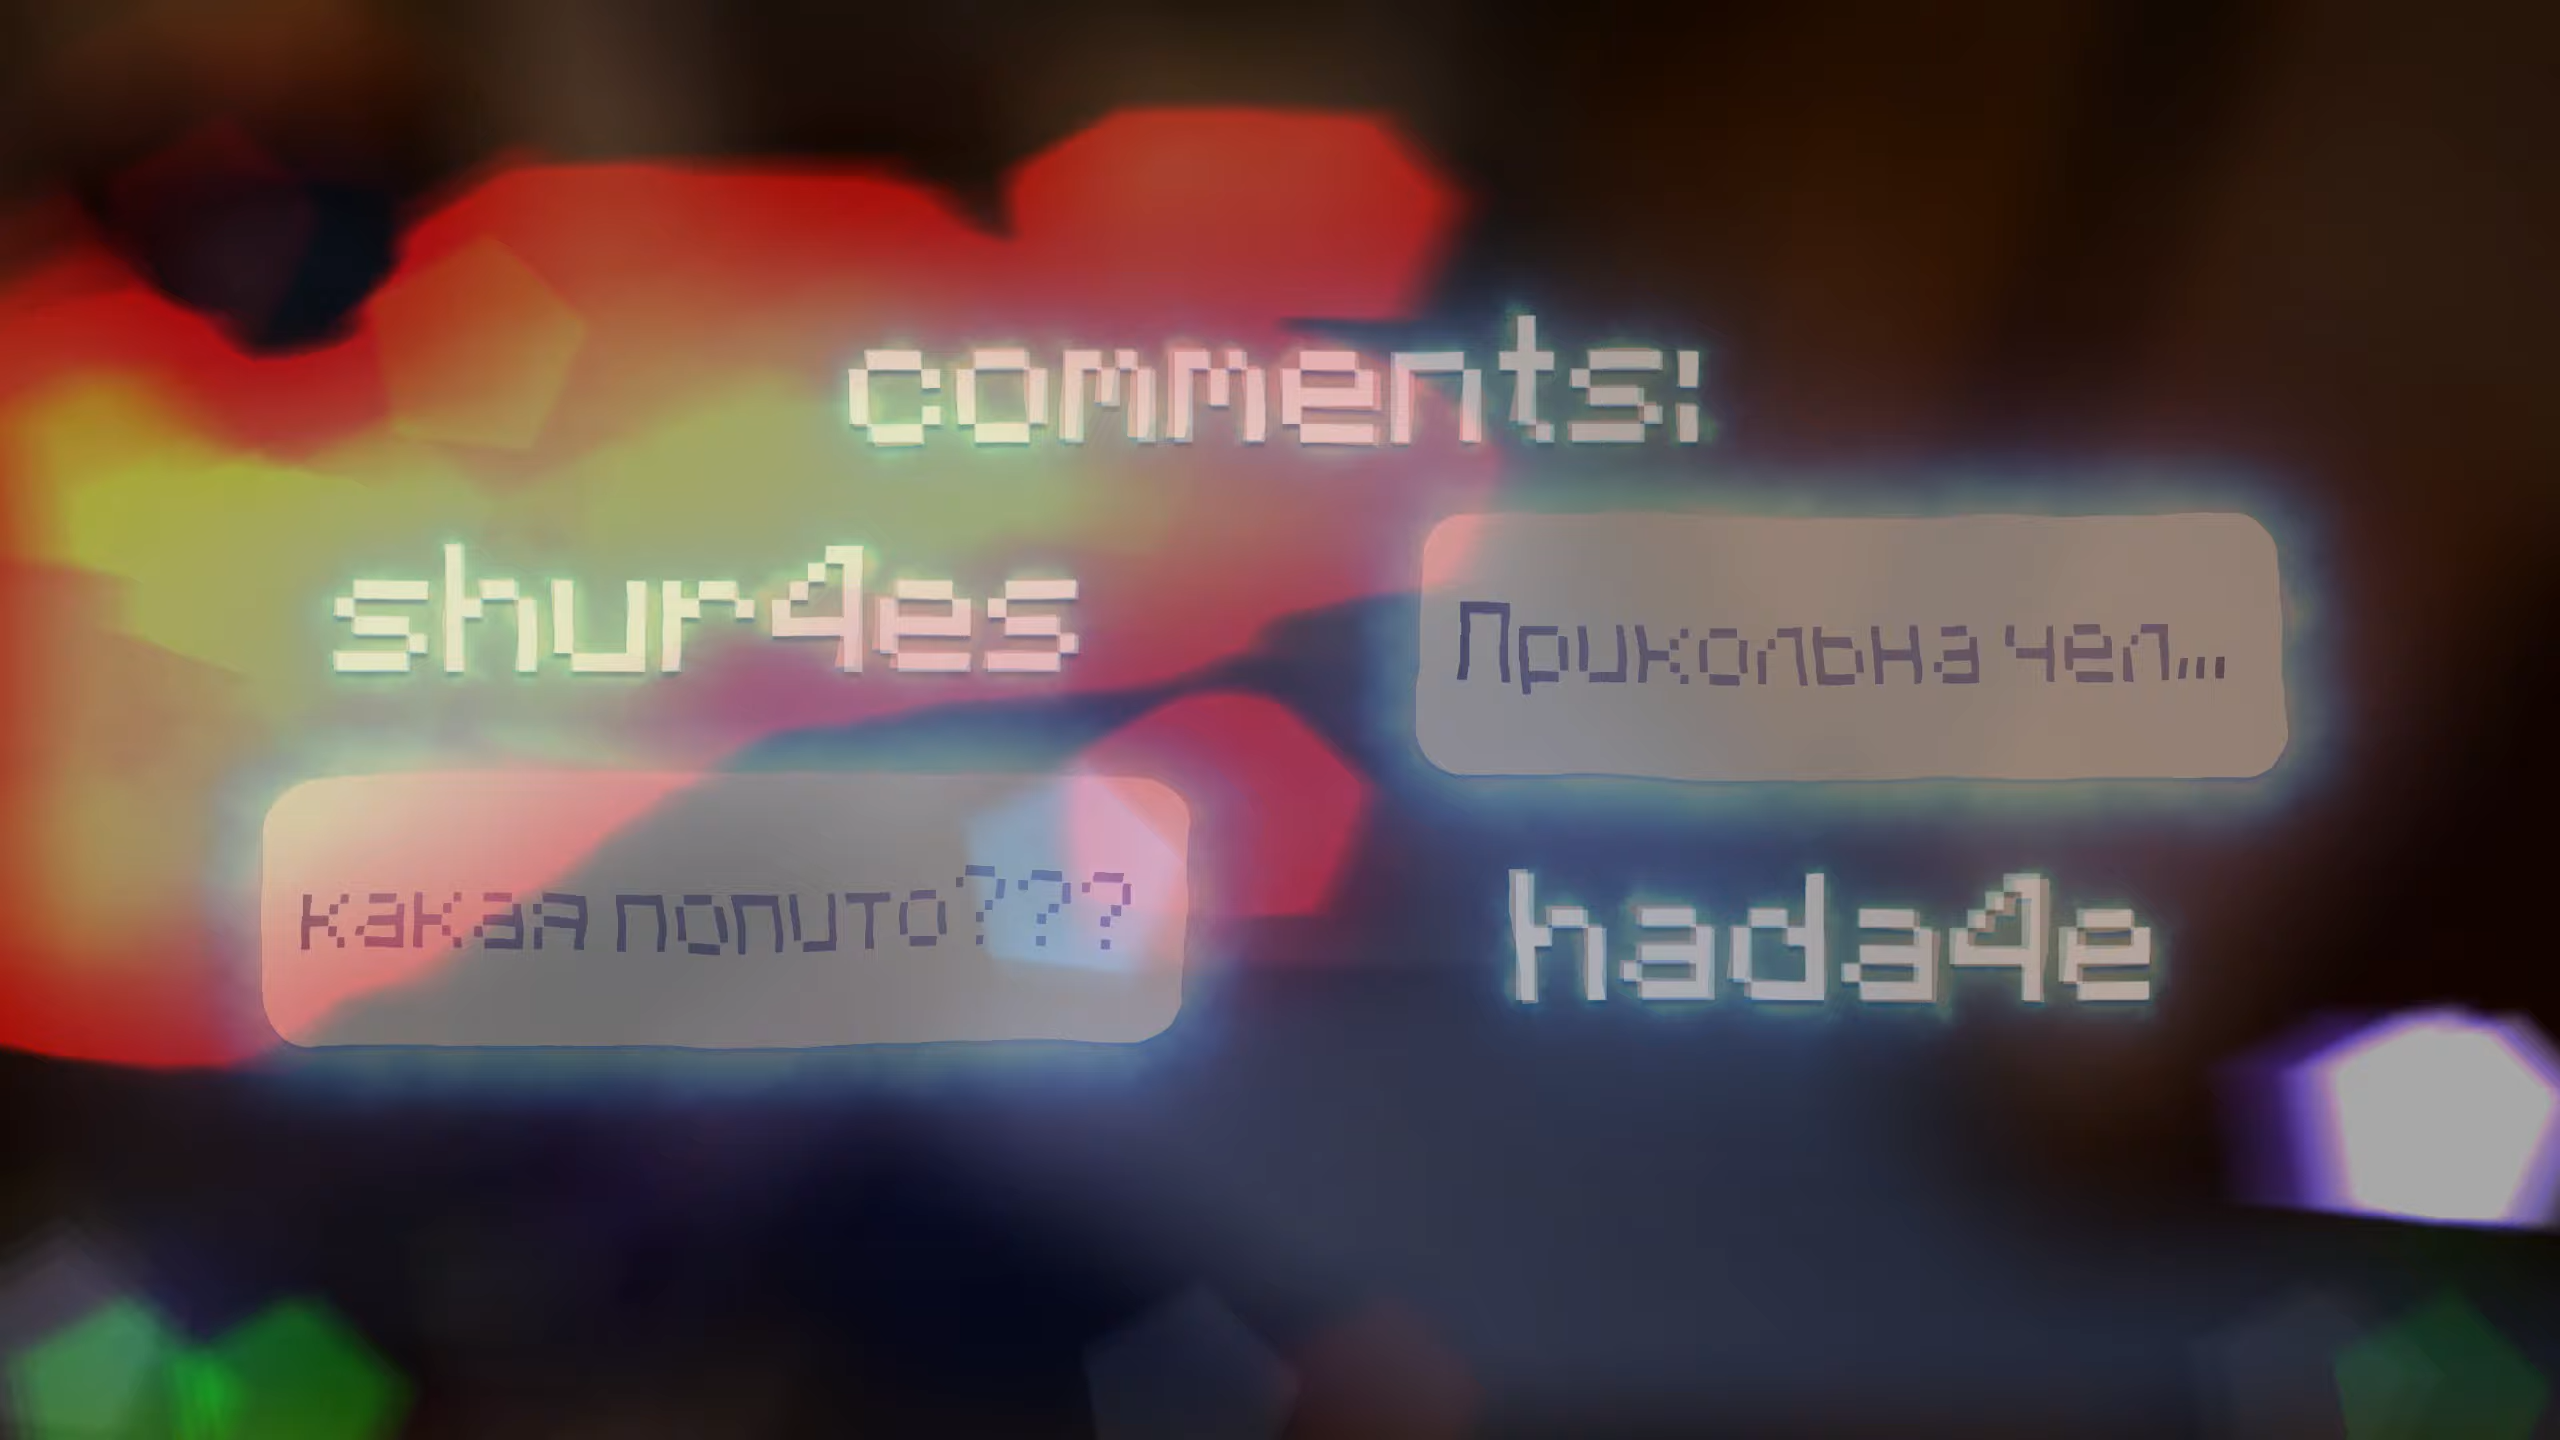 comments:
shur4es
Прикольна чел...
какая попито???
hada4e